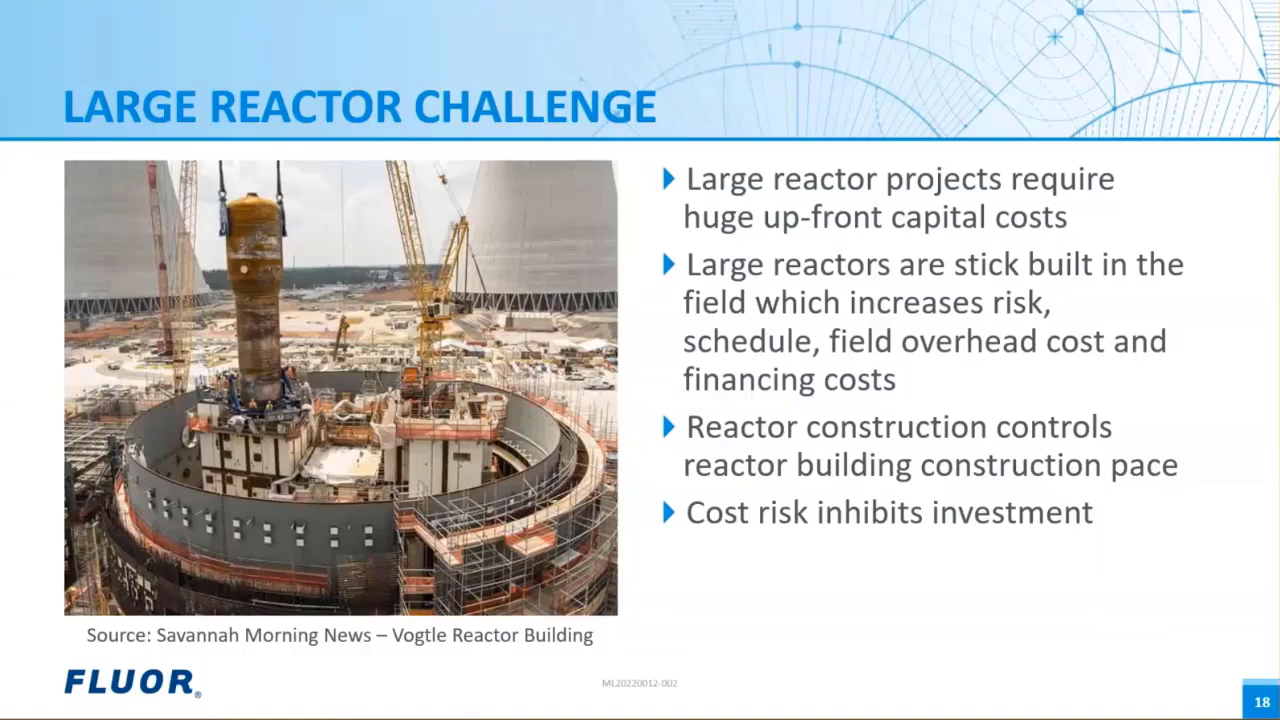 LARGE REACTOR CHALLENGE
Large reactor projects require
huge up-front capital costs
Large reactors are stick built in the
field which increases risk,
schedule, field overhead cost and
financing costs
Reactor construction controls
reactor building construction pace
Cost risk inhibits investment
Source: Savannah Morning News – Vogtle Reactor Building
FLUOR®
ML20220012-002
18